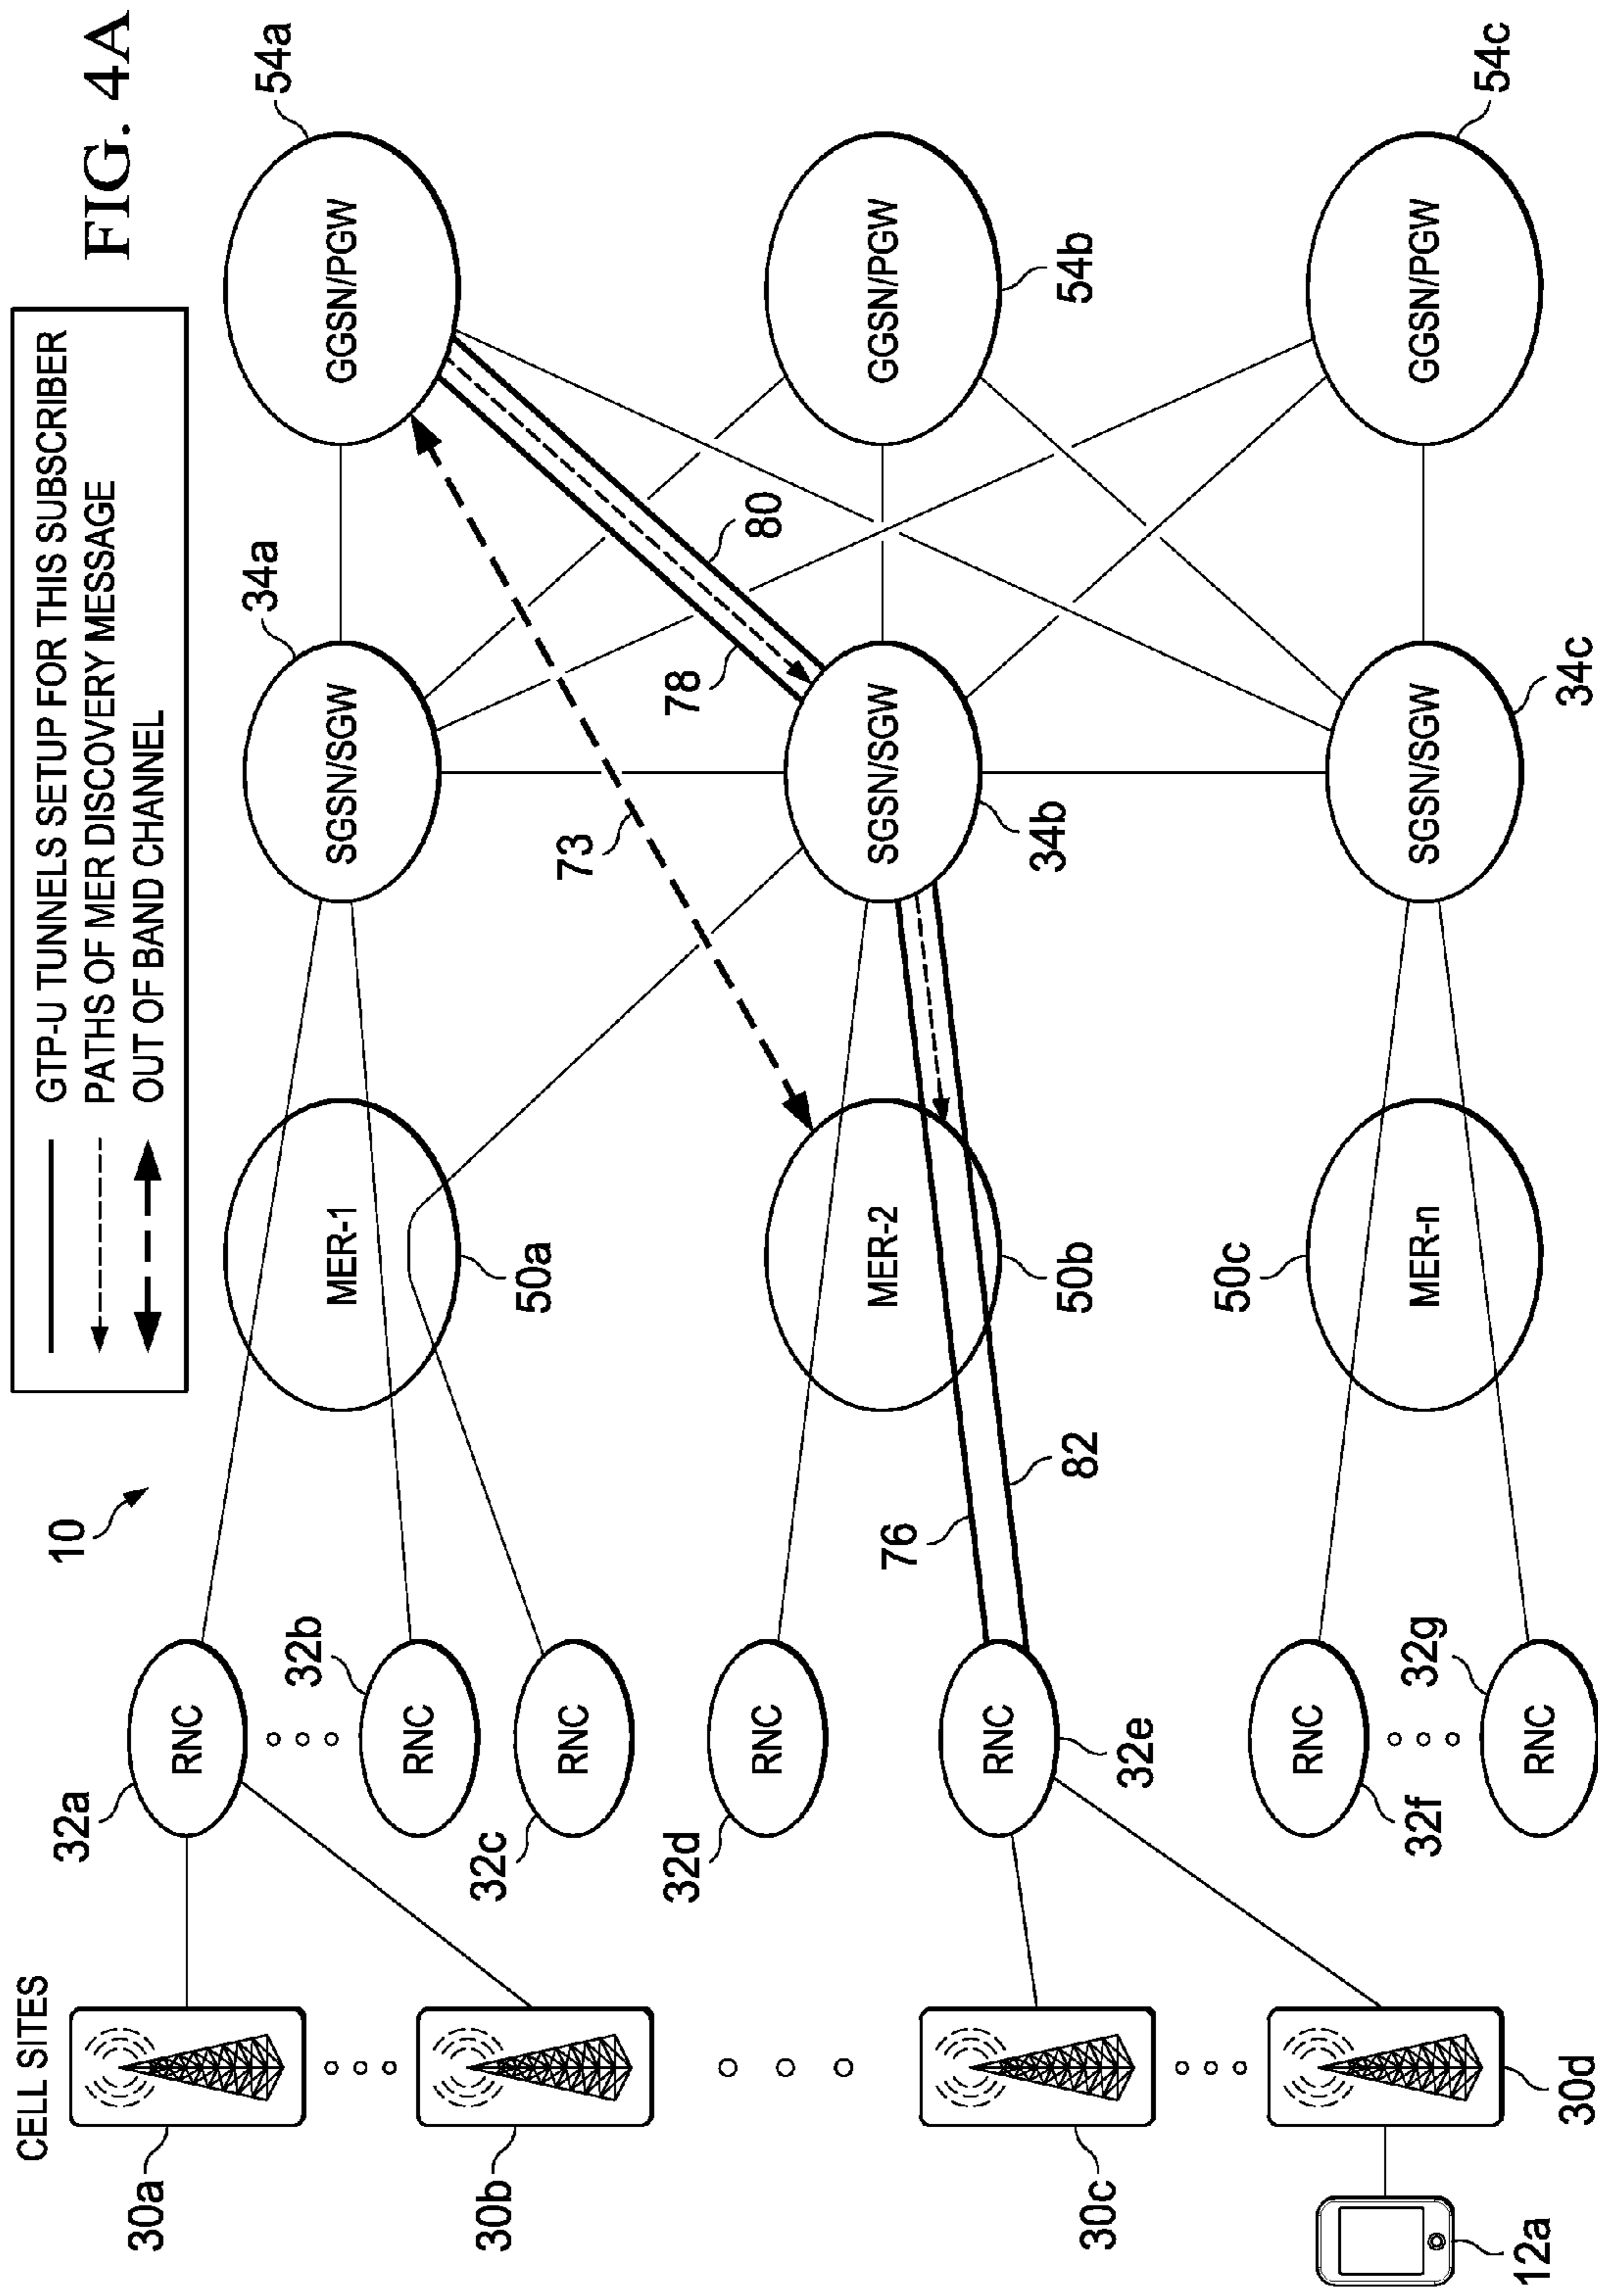 FIG. 4A
GTP-U TUNNELS SETUP FOR THIS SUBSCRIBER
PATHS OF MER DISCOVERY MESSAGE
OUT OF BAND CHANNEL
10
CELL SITES
30a
30b
30c
30d
12a
32a
RNC
32b
RNC
32c
RNC
32d
RNC
32e
RNC
32f
RNC
32g
RNC
76
82
MER-1
50a
MER-2
50b
MER-n
50c
73
78
80
34a
SGSN/SGW
34b
SGSN/SGW
34c
SGSN/SGW
54a
GGSN/PGW
54b
GGSN/PGW
54c
GGSN/PGW